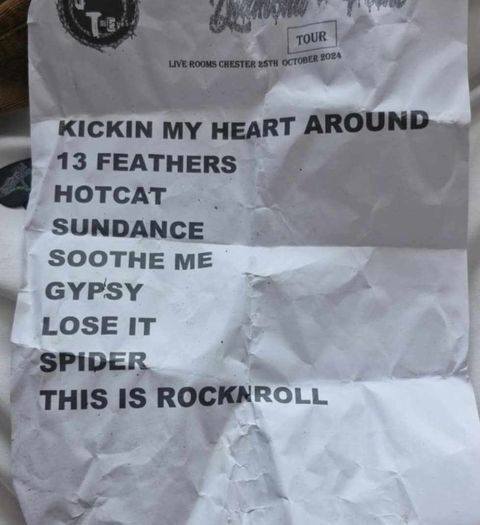 TOUR
LIVE ROOMS CHESTER 25TH OCTOBER 2024
KICKIN MY HEART AROUND
13 FEATHERS
HOTCAT
SUNDANCE
SOOTHE ME
GYPSY
LOSE IT
SPIDER
THIS IS ROCKNROLL